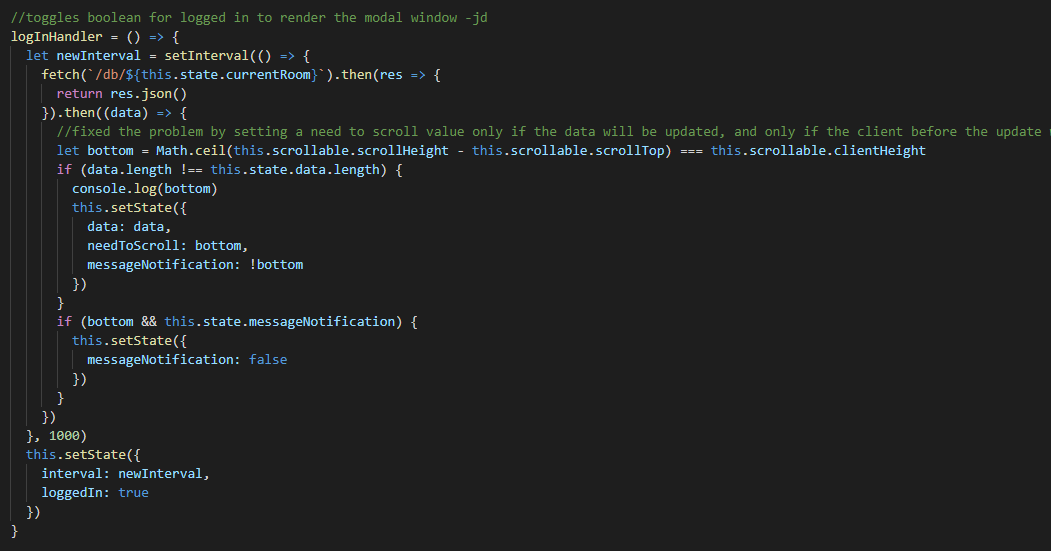 //toggles boolean for logged in to render the modal window -jd
logInHandler = () => {
let newInterval = setInterval(() => {
fetch(`/db/${this.state.currentRoom}`).then(res => {
return res.json()
}).then((data) => {
//fixed the problem by setting a need to scroll value only if the data will be updated, and only if the client before the update
let bottom = Math.ceil(this.scrollable.scrollHeight - this.scrollable.scrollTop) === this.scrollable.clientHeight
if (data.length !== this.state.data.length) {
console.log(bottom)
this.setState({
data: data,
needToScroll: bottom,
messageNotification: !bottom
})
}
if (bottom && this.state.messageNotification) {
this.setState({
messageNotification: false
})
}
})
}, 1000)
this.setState({
interval: newInterval,
loggedIn: true
})
}